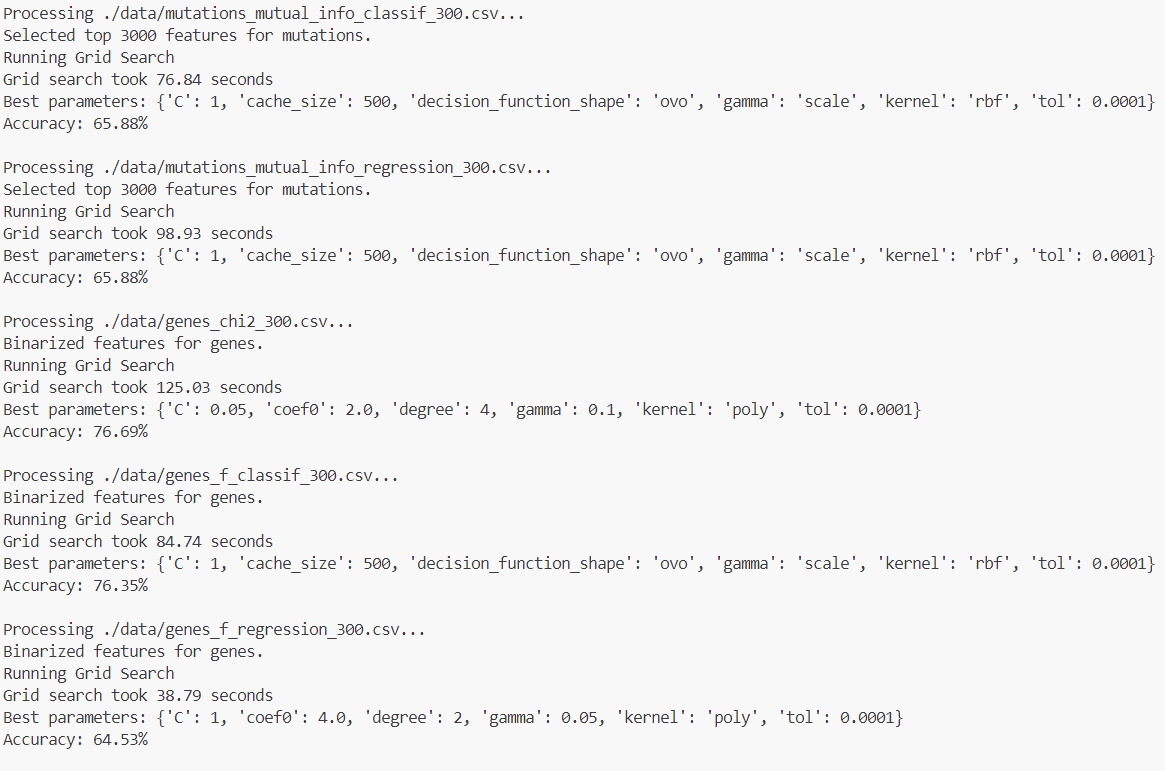 Processing ./data/mutations_mutual_info_classif_300.csv...
Selected top 3000 features for mutations.
Running Grid Search
Grid search took 76.84 seconds
Best parameters: {'C': 1, 'cache_size': 500, 'decision_function_shape': 'ovo', 'gamma': 'scale', 'kernel': 'rbf', 'tol': 0.0001}
Accuracy: 65.88%

Processing ./data/mutations_mutual_info_regression_300.csv...
Selected top 3000 features for mutations.
Running Grid Search
Grid search took 98.93 seconds
Best parameters: {'C': 1, 'cache_size': 500, 'decision_function_shape': 'ovo', 'gamma': 'scale', 'kernel': 'rbf', 'tol': 0.0001}
Accuracy: 65.88%

Processing ./data/genes_chi2_300.csv...
Binarized features for genes.
Running Grid Search
Grid search took 125.03 seconds
Best parameters: {'C': 0.05, 'coef0': 2.0, 'degree': 4, 'gamma': 0.1, 'kernel': 'poly', 'tol': 0.0001}
Accuracy: 76.69%

Processing ./data/genes_f_classif_300.csv...
Binarized features for genes.
Running Grid Search
Grid search took 84.74 seconds
Best parameters: {'C': 1, 'cache_size': 500, 'decision_function_shape': 'ovo', 'gamma': 'scale', 'kernel': 'rbf', 'tol': 0.0001}
Accuracy: 76.35%

Processing ./data/genes_f_regression_300.csv...
Binarized features for genes.
Running Grid Search
Grid search took 38.79 seconds
Best parameters: {'C': 1, 'coef0': 4.0, 'degree': 2, 'gamma': 0.05, 'kernel': 'poly', 'tol': 0.0001}
Accuracy: 64.53%